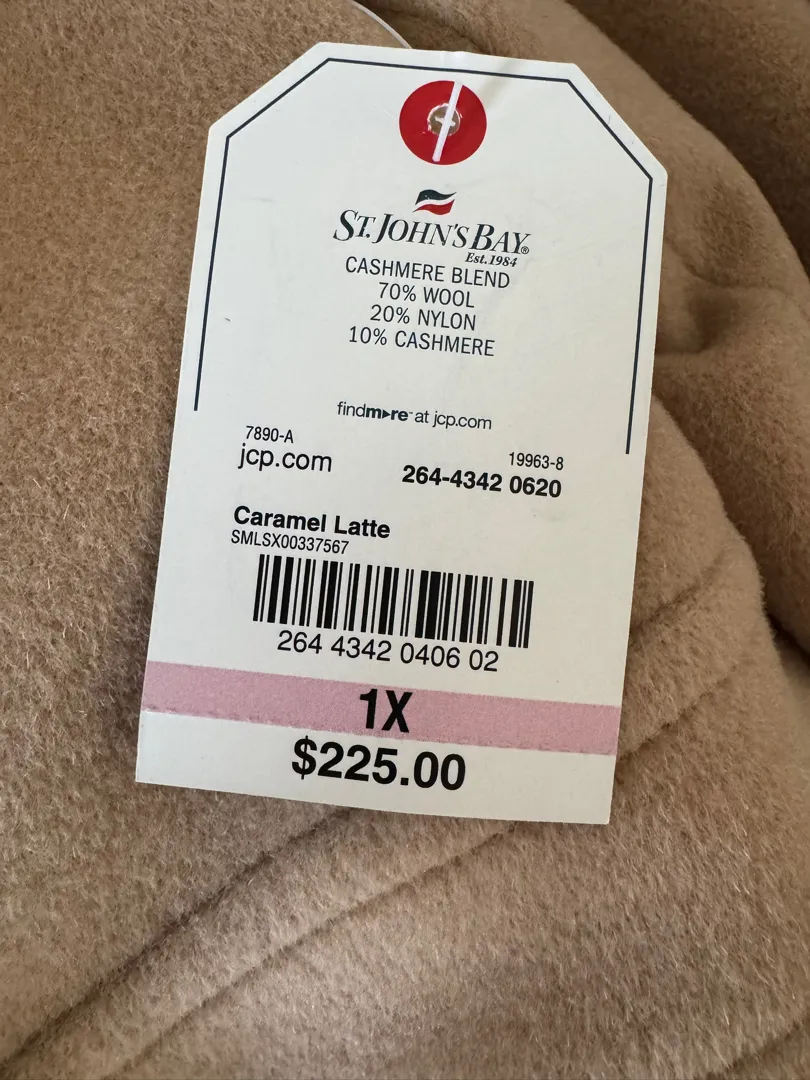 ST. JOHN'S BAY®
Est. 1984
CASHMERE BLEND
70% WOOL
20% NYLON
10% CASHMERE
findmore™ at jcp.com
7890-A
19963-8
jcp.com
264-4342 0620
Caramel Latte
SMLSX00337567
264 4342 0406 02
1X
$225.00